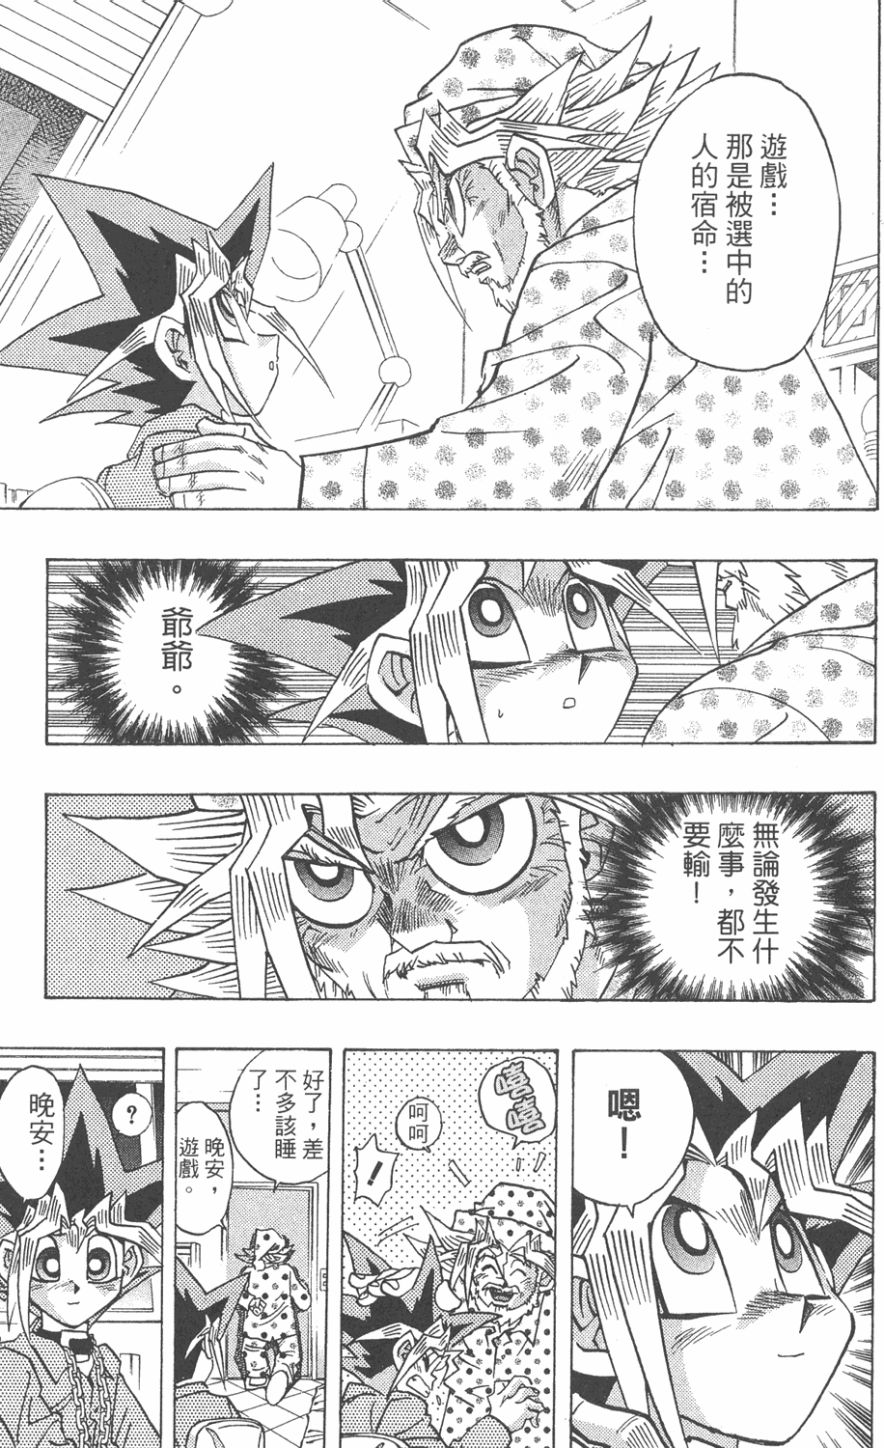 遊戲…
那是被選中的
人的宿命…
爺爺。
無論發生什
麼事，都不
要輸！
嗯！
嘻嘻
呵呵
！
好了，差
不多該睡
了…
晚安，
遊戲。
？
晚安…